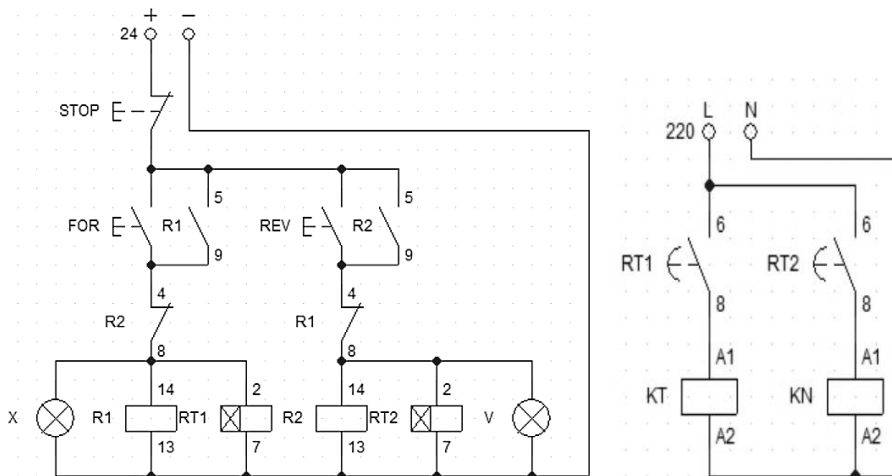 + −
24
STOP
5 5
FOR R1 REV R2
9 9
4 4
R2 R1
8 8
14 2 14 2
X R1 RT1 R2 RT2 V
13 7 13 7
L N
220
6 6
RT1 RT2
8 8
A1 A1
KT KN
A2 A2